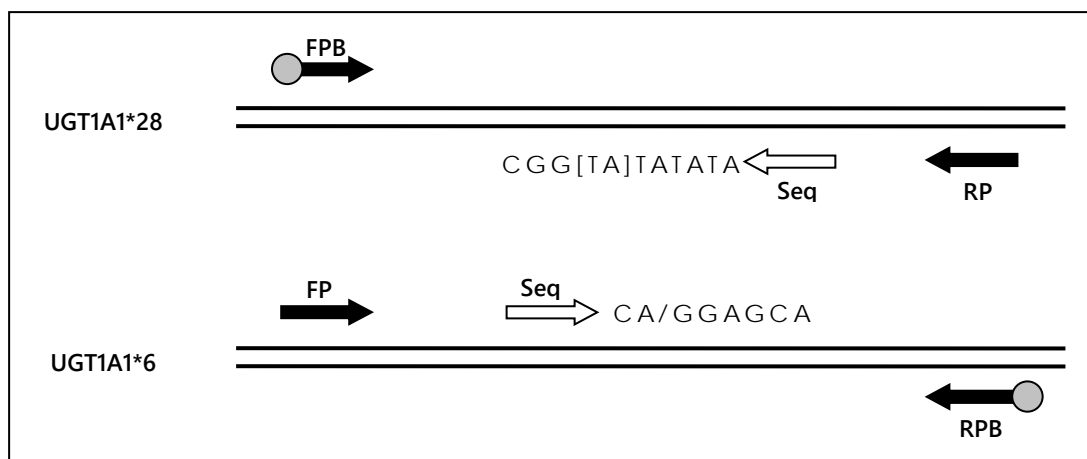 FPB
UGT1A1*28
CGG[TA]TATATA
Seq
RP
FP
Seq
CA/GGAGCA
UGT1A1*6
RPB